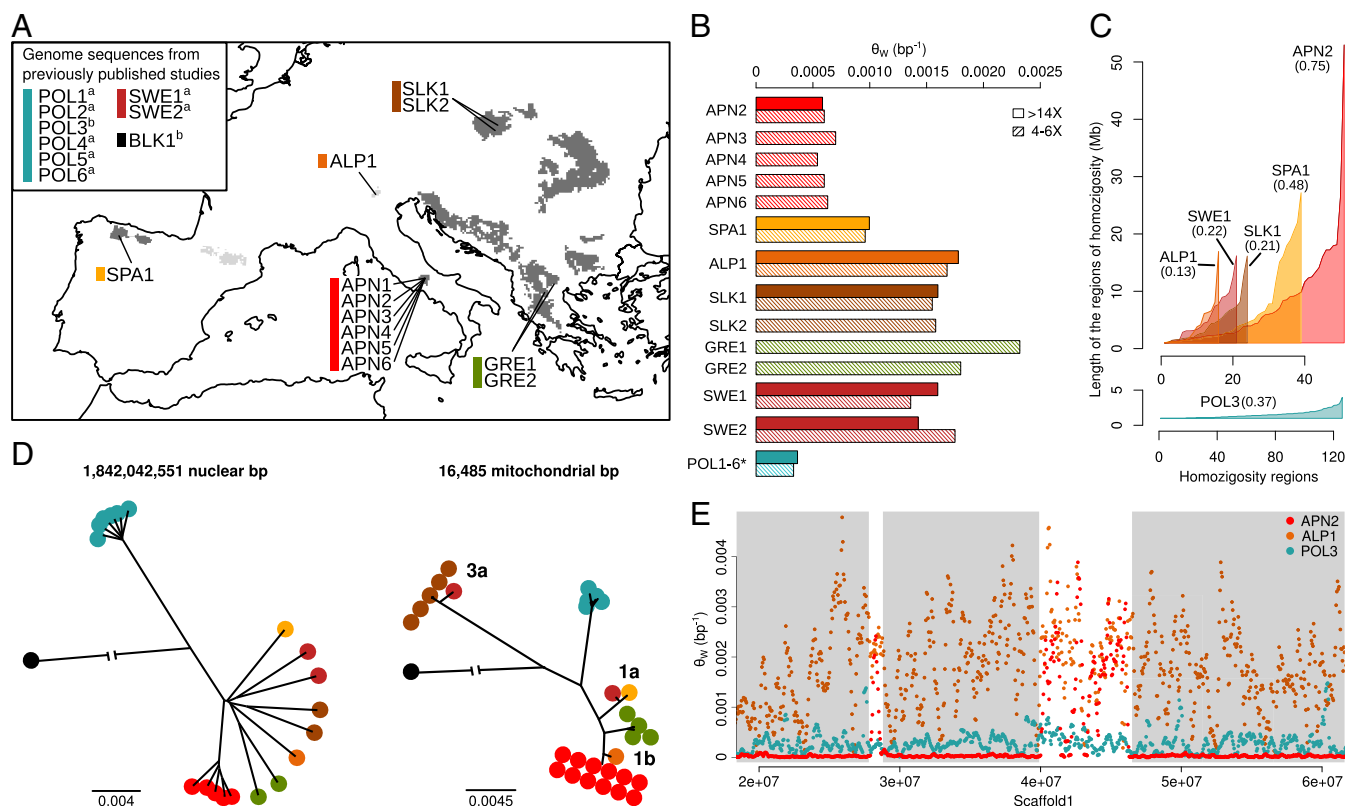 A
Genome sequences from
previously published studies
POL1a
POL2a
POL3b
POL4a
POL5a
POL6a
SWE1a
SWE2a
BLK1b
SLK1
SLK2
ALP1
SPA1
APN1
APN2
APN3
APN4
APN5
APN6
GRE1
GRE2
B
θW (bp-1)
0 0.0005 0.0010 0.0015 0.0020 0.0025
>14X
4-6X
APN2
APN3
APN4
APN5
APN6
SPA1
ALP1
SLK1
SLK2
GRE1
GRE2
SWE1
SWE2
POL1-6*
C
Length of the regions of homozigosity (Mb)
50
40
30
20
10
0
APN2
(0.75)
SPA1
(0.48)
SWE1
(0.22)
SLK1
(0.21)
ALP1
(0.13)
0 20 40
5
0
POL3(0.37)
0 40 80 120
Homozigosity regions
D
1,842,042,551 nuclear bp
0.004
16,485 mitochondrial bp
3a
1a
1b
0.0045
E
APN2
ALP1
POL3
θW (bp-1)
0.004
0.003
0.002
0.001
0
2e+07 3e+07 4e+07 5e+07 6e+07
Scaffold1